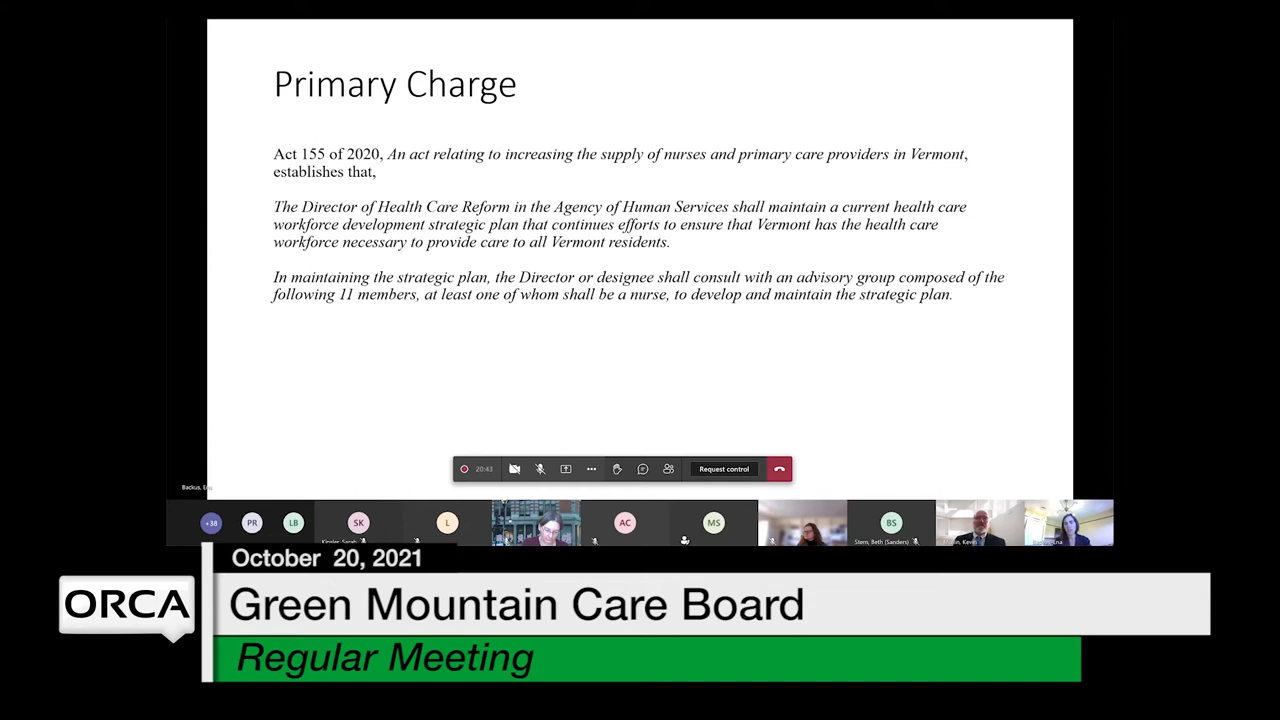 Primary Charge
Act 155 of 2020, An act relating to increasing the supply of nurses and primary care providers in Vermont,
establishes that,
The Director of Health Care Reform in the Agency of Human Services shall maintain a current health care
workforce development strategic plan that continues efforts to ensure that Vermont has the health care
workforce necessary to provide care to all Vermont residents.
In maintaining the strategic plan, the Director or designee shall consult with an advisory group composed of the
following 11 members, at least one of whom shall be a nurse, to develop and maintain the strategic plan.
20:43
Request control
+38
PR
LB
SK
L
AC
MS
BS
Stern, Beth (Sanders)
October 20, 2021
ORCA
Green Mountain Care Board
Regular Meeting